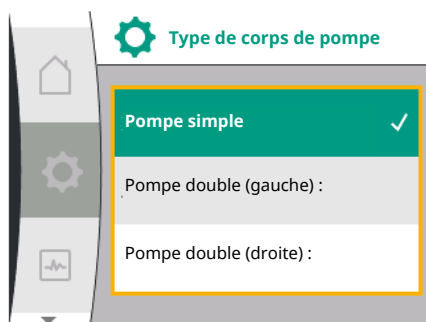 Type de corps de pompe
Pompe simple
Pompe double (gauche) :
Pompe double (droite) :